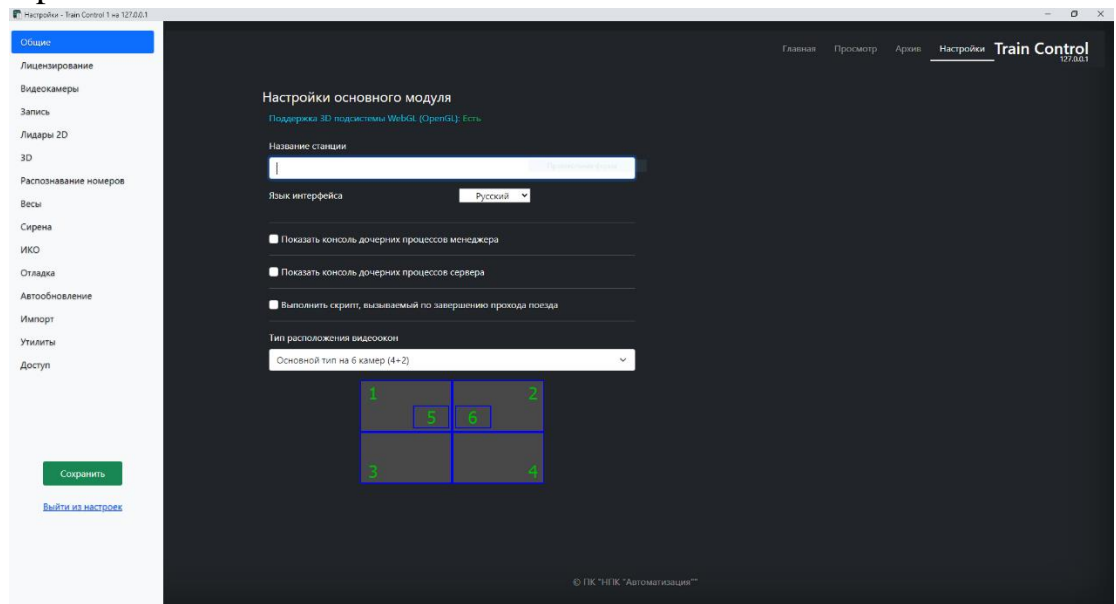 Настройки - Train Control 1 на 127.0.0.1
Общие
Лицензирование
Видеокамеры
Запись
Лидары 2D
3D
Распознавание номеров
Весы
Сирена
ИКО
Отладка
Автообновление
Импорт
Утилиты
Доступ
Сохранить
Выйти из настроек
Главная Просмотр Архив Настройки Train Control
127.0.0.1
Настройки основного модуля
Поддержка 3D подсистемы WebGL (OpenGL): Есть
Название станции
Язык интерфейса Русский
Показать консоль дочерних процессов менеджера
Показать консоль дочерних процессов сервера
Выполнить скрипт, вызываемый по завершению прохода поезда
Тип расположения видеоокон
Основной тип на 6 камер (4+2)
1 2
5 6
3 4
© ПК "НПК "Автоматизация""